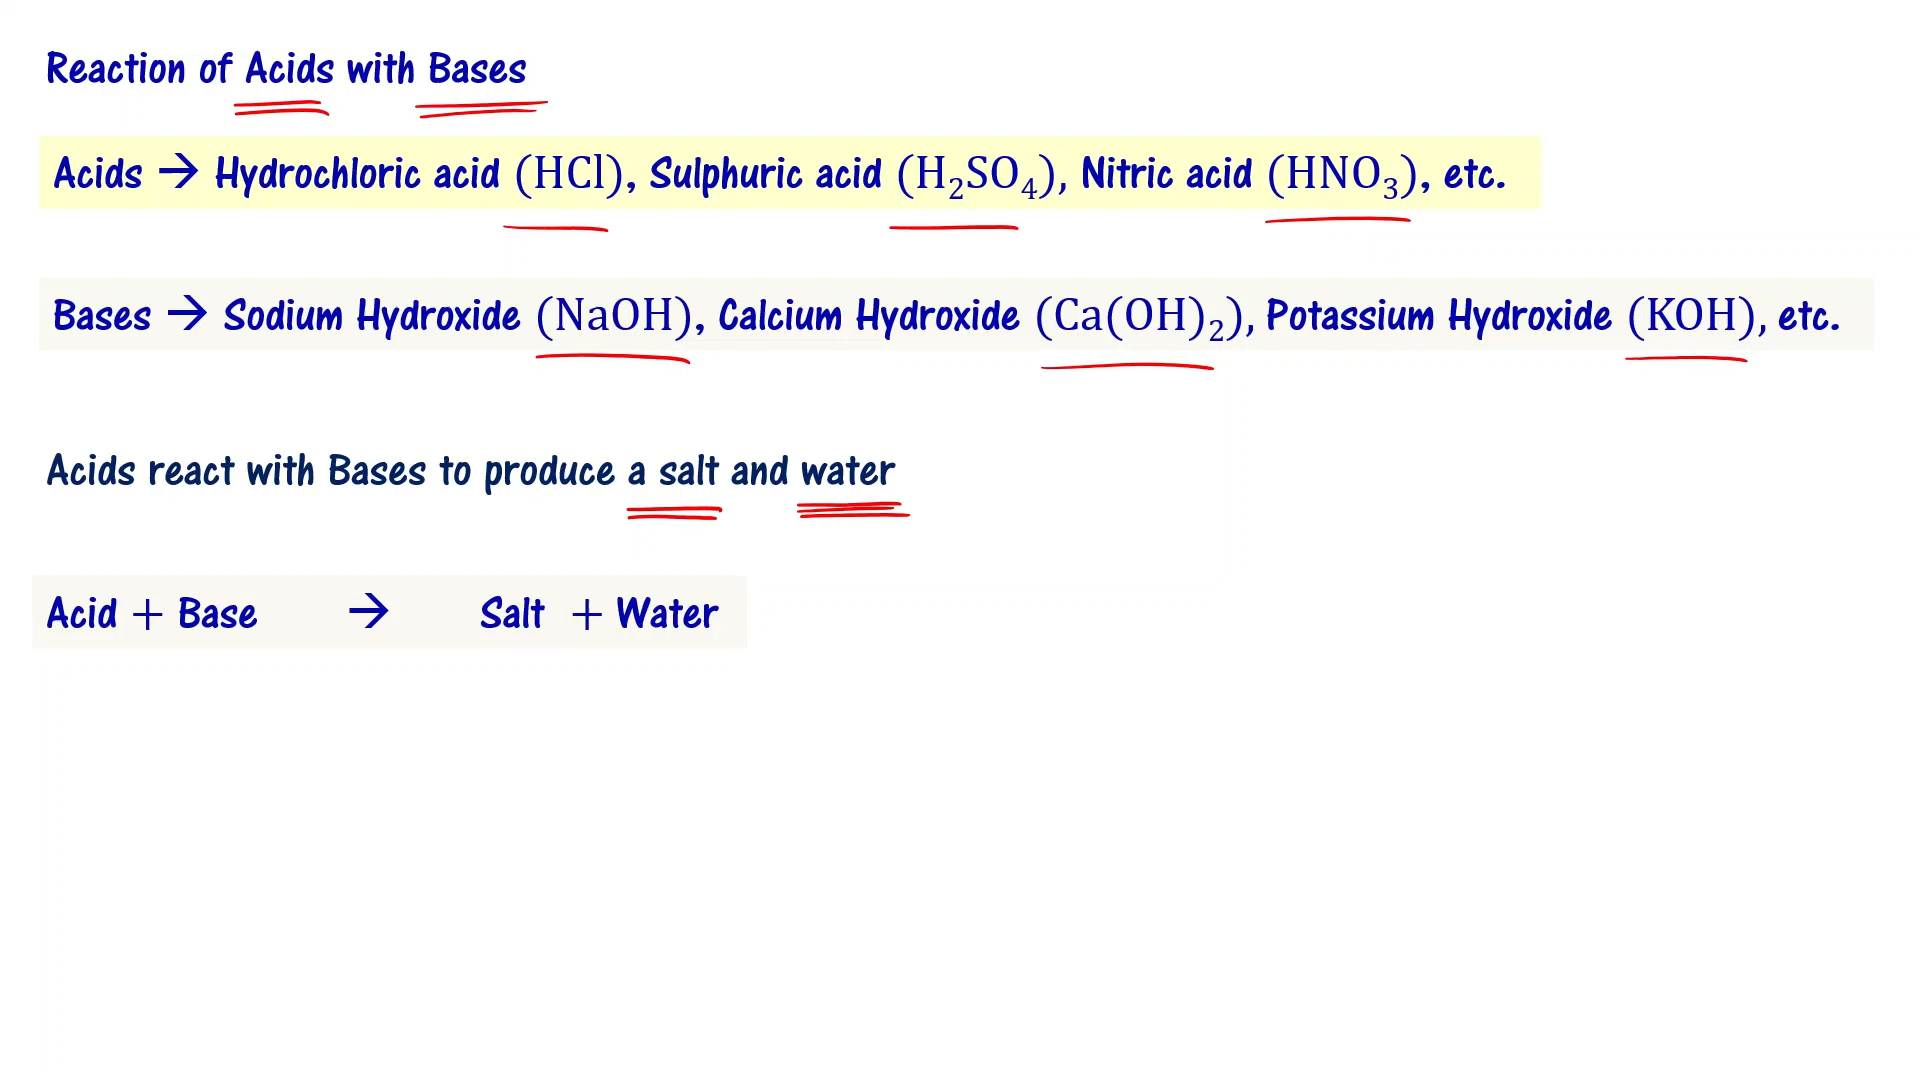 Reaction of Acids with Bases
Acids → Hydrochloric acid (HCl), Sulphuric acid (H₂SO₄), Nitric acid (HNO₃), etc.
Bases → Sodium Hydroxide (NaOH), Calcium Hydroxide (Ca(OH)₂), Potassium Hydroxide (KOH), etc.
Acids react with Bases to produce a salt and water
Acid + Base → Salt + Water